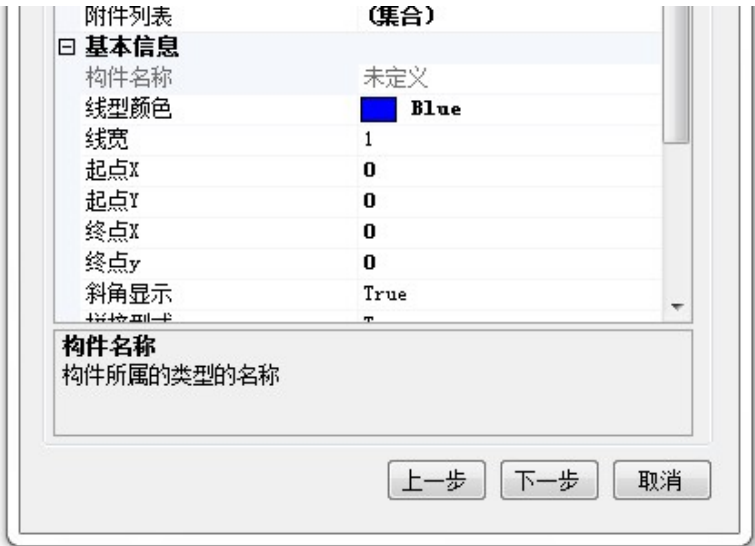 附件列表 (集合)
基本信息
构件名称 未定义
线型颜色 Blue
线宽 1
起点X 0
起点Y 0
终点X 0
终点y 0
斜角显示 True
构件名称
构件所属的类型的名称
上一步 下一步 取消